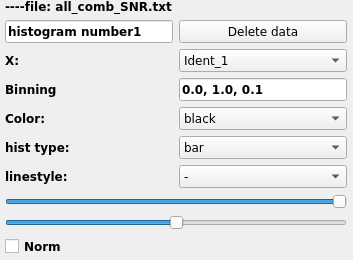 ----file: all_comb_SNR.txt
histogram number1 Delete data
X: Ident_1
Binning 0.0, 1.0, 0.1
Color: black
hist type: bar
linestyle: -
Norm